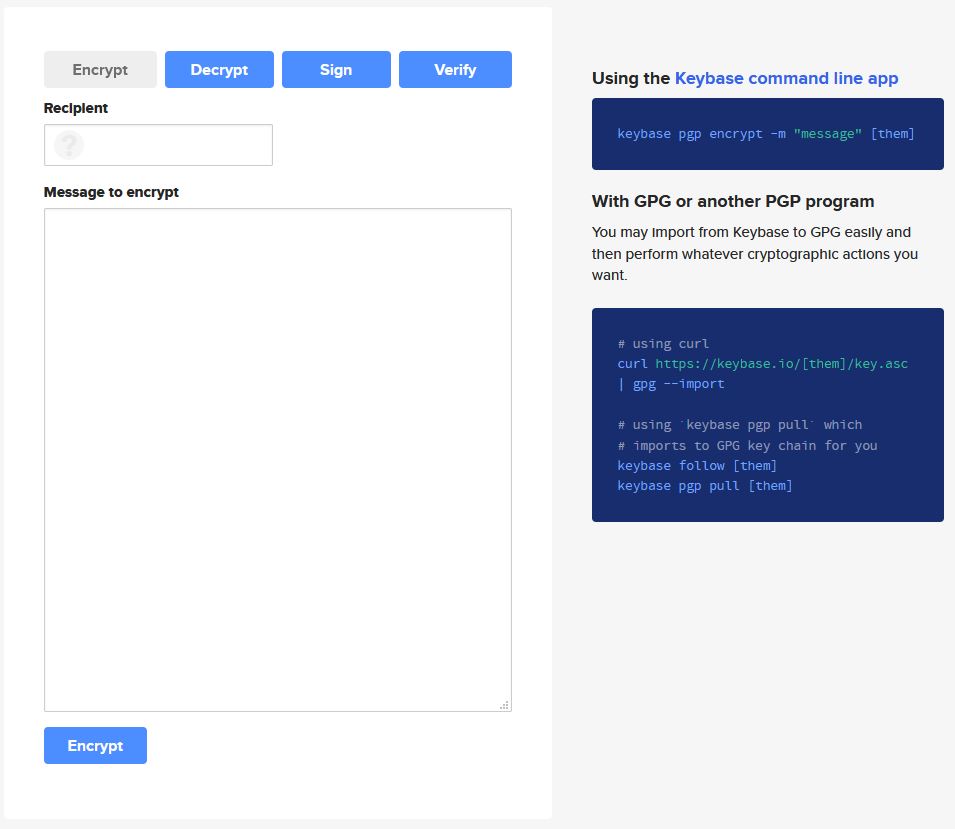 Encrypt Decrypt Sign Verify
Recipient
?
Message to encrypt
Encrypt
Using the Keybase command line app
keybase pgp encrypt -m "message" [them]
With GPG or another PGP program
You may import from Keybase to GPG easily and
then perform whatever cryptographic actions you
want.
# using curl
curl https://keybase.io/[them]/key.asc
| gpg --import
# using `keybase pgp pull` which
# imports to GPG key chain for you
keybase follow [them]
keybase pgp pull [them]